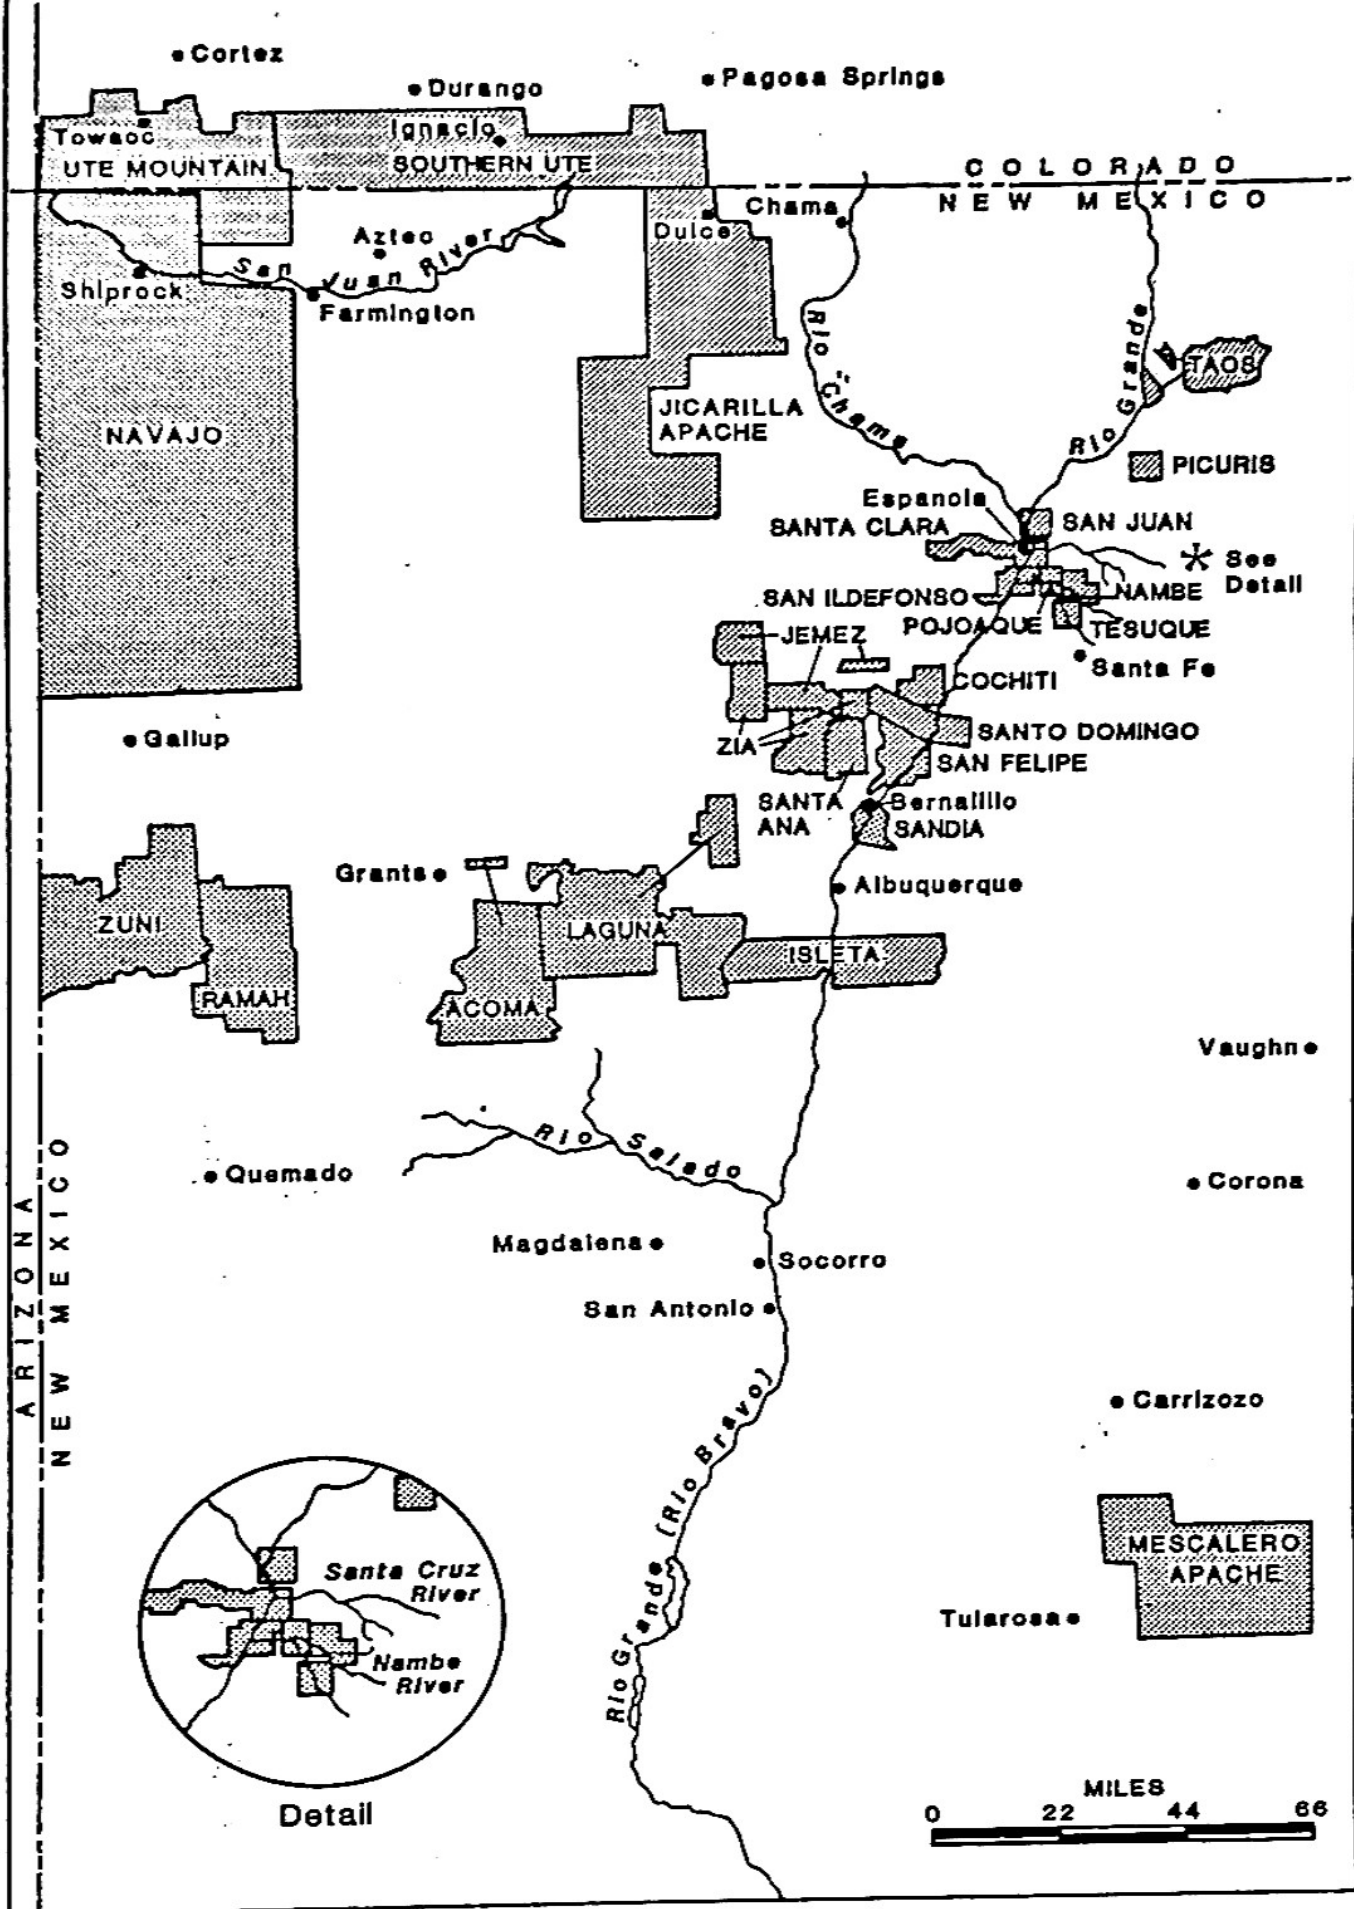 Cortez
Durango
Pagosa Springs
Towaoc
Ignacio
UTE MOUNTAIN
SOUTHERN UTE
COLORADO
NEW MEXICO
Chama
Dulce
Aztec
San Juan River
Shiprock
Farmington
Rio Chama
Rio Grande
TAOS
NAVAJO
JICARILLA
APACHE
PICURIS
Espanola
SANTA CLARA
SAN JUAN
See
Detail
SAN ILDEFONSO
NAMBE
POJOAQUE
TESUQUE
JEMEZ
Santa Fe
COCHITI
ZIA
SANTO DOMINGO
SAN FELIPE
Gallup
SANTA
ANA
Bernalillo
SANDIA
Grants
Albuquerque
ZUNI
LAGUNA
ISLETA
RAMAH
ACOMA
Vaughn
Rio Salado
Quemado
Corona
Magdalena
Socorro
San Antonio
ARIZONA
NEW MEXICO
Carrizozo
Rio Grande (Rio Bravo)
MESCALERO
APACHE
Tularosa
Santa Cruz
River
Nambe
River
Detail
MILES
0 22 44 66